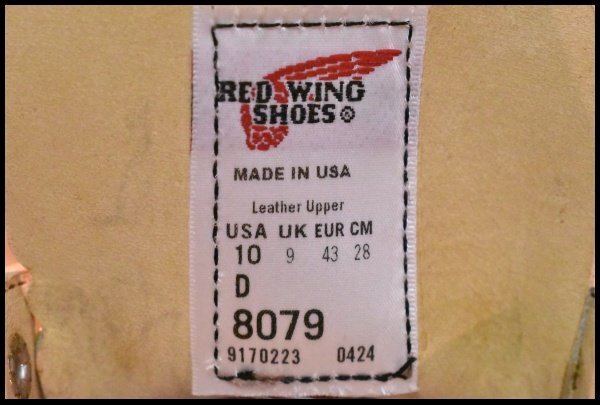 RED WING
SHOES®
MADE IN USA
Leather Upper
USA UK EUR CM
10 9 43 28
D
8079
9170223 0424